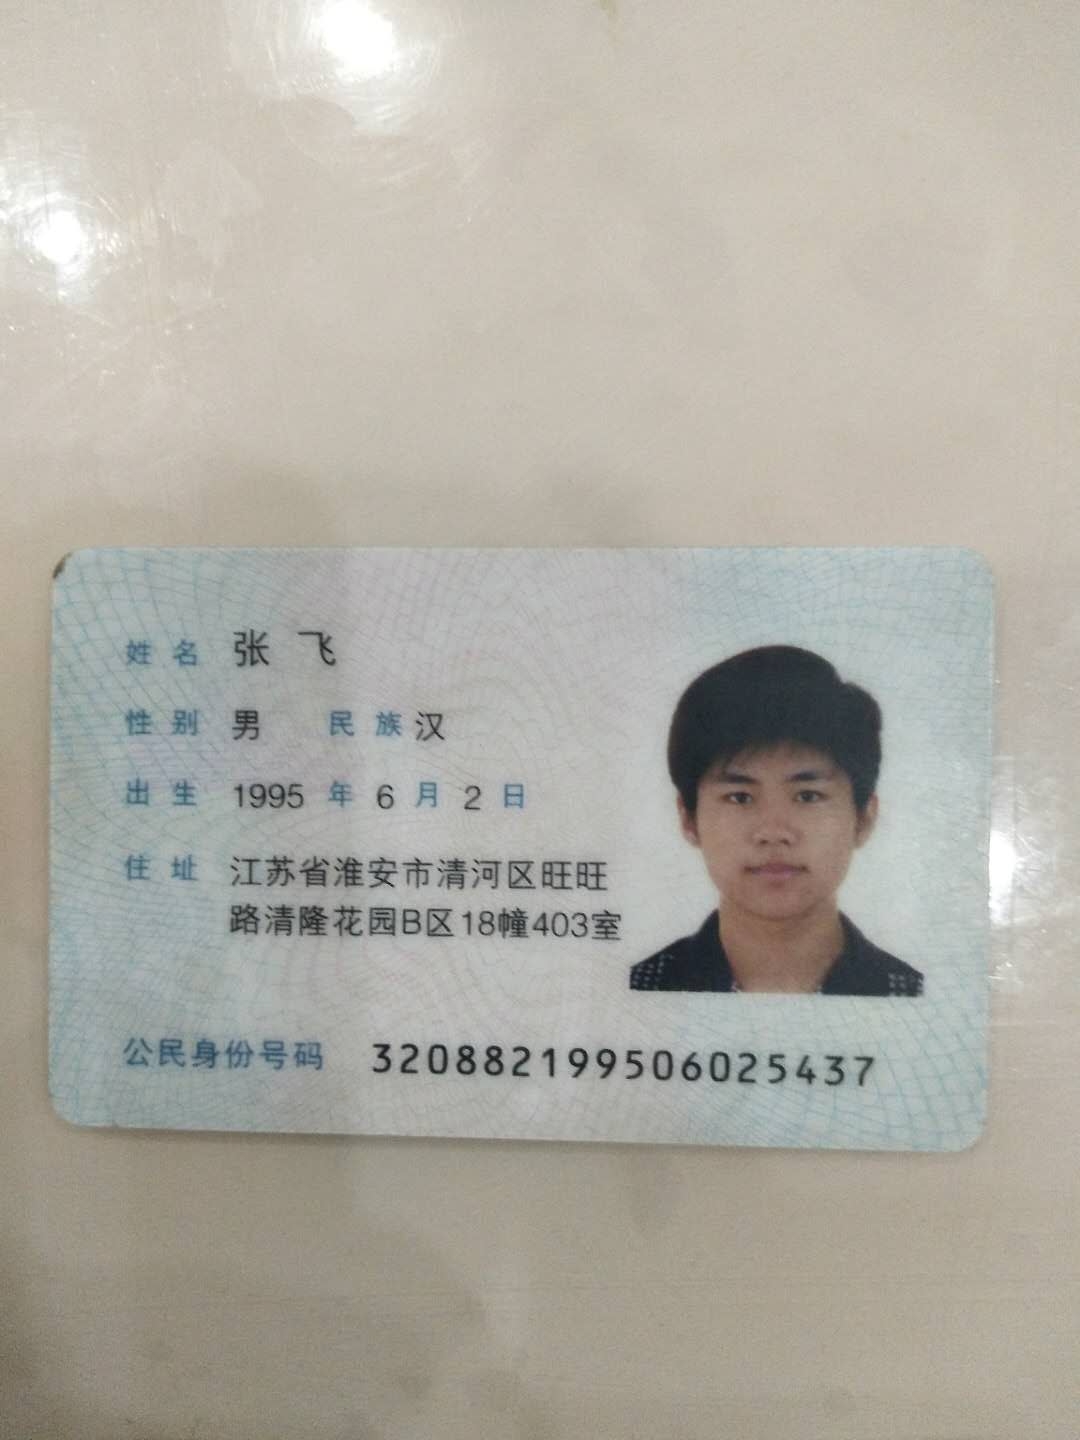 姓名 张飞
性别 男 民族 汉
出生 1995 年 6 月 2 日
住址 江苏省淮安市清河区旺旺
路清隆花园B区18幢403室
公民身份号码 320882199506025437